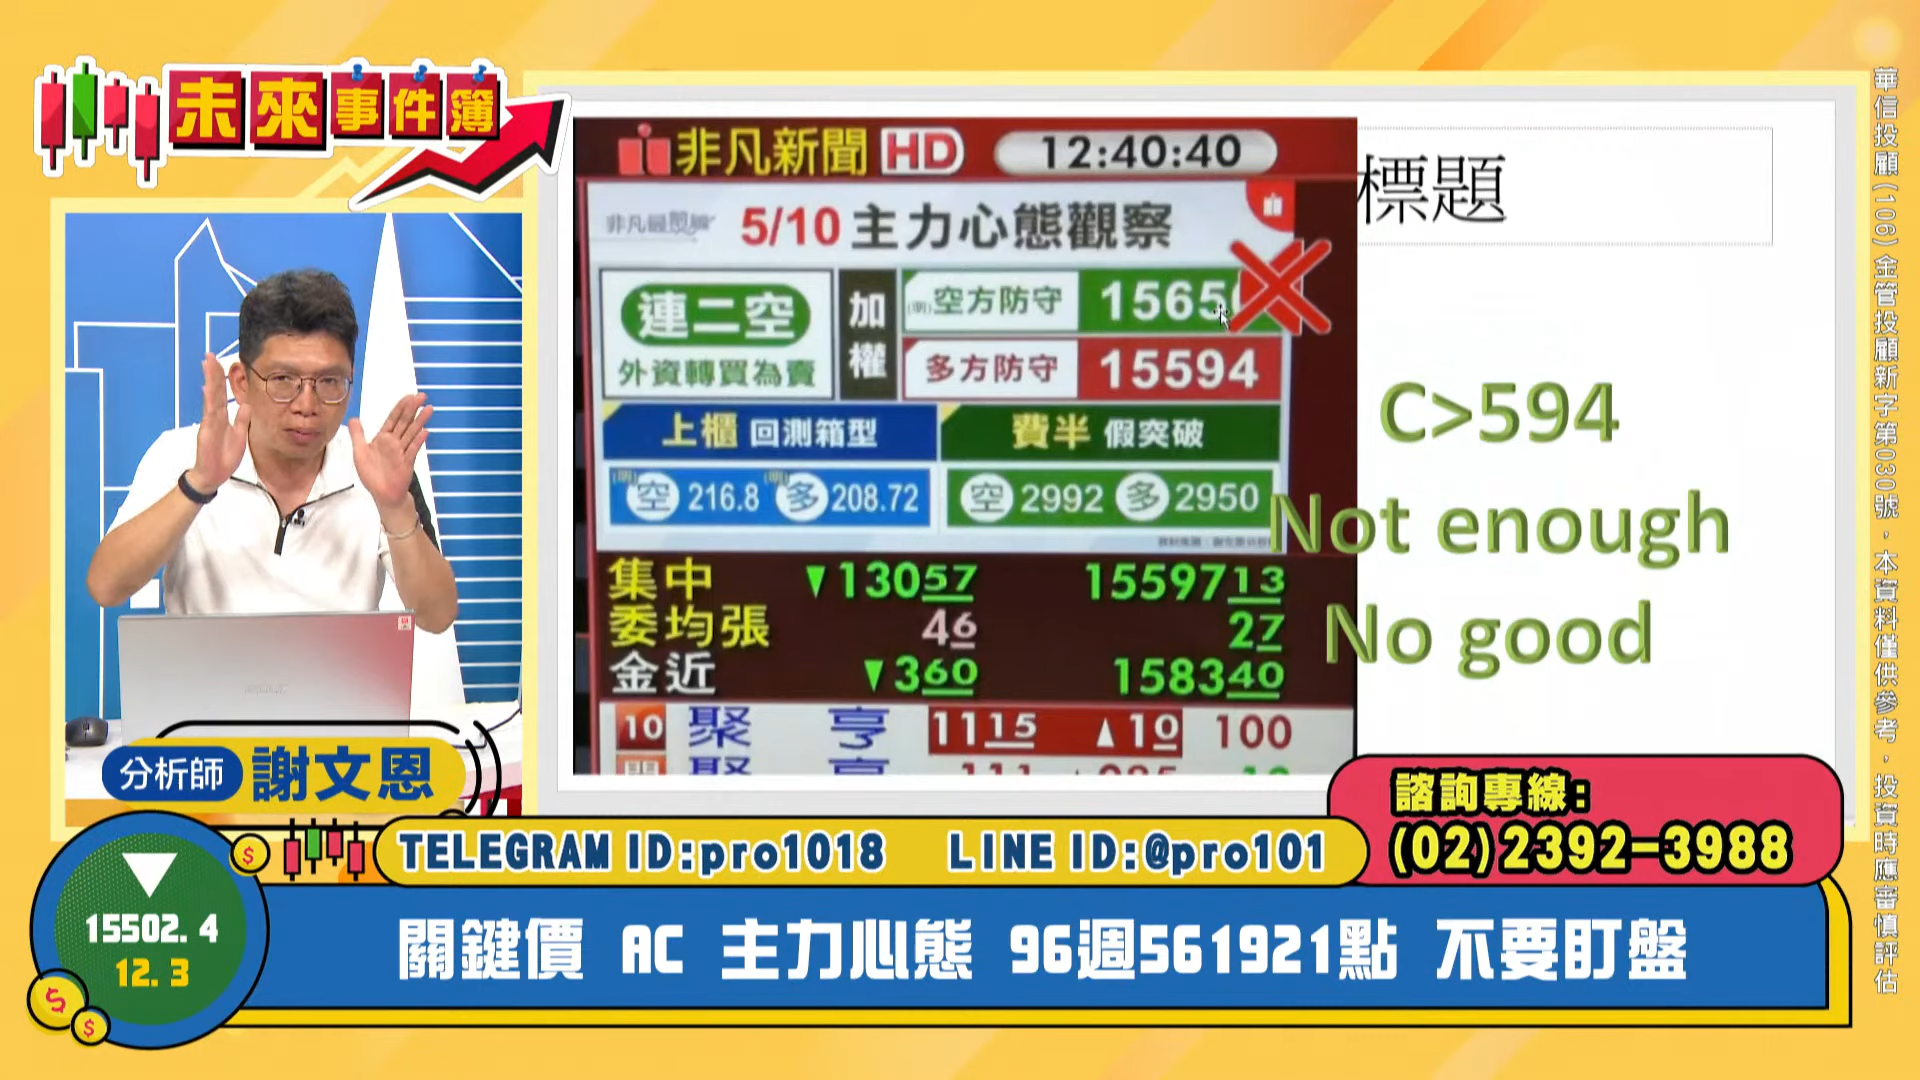 未來事件簿
非凡新聞 HD 12:40:40
標題
5/10 主力心態觀察
連二空
外資轉買為賣
加權
(明)空方防守 1565
多方防守 15594
上櫃 回測箱型
費半 假突破
(明)空 216.8 (明)多 208.72
空 2992 多 2950
C>594
Not enough
No good
集中 ▼13057 1559713
委均張 46 27
金近 ▼360 158340
10 聚亨 1115 ▲10 100
分析師 謝文恩
諮詢專線:
(02)2392-3988
TELEGRAM ID:pro1018 LINE ID:@pro101
15502.4
12.3
關鍵價 AC 主力心態 96週561921點 不要盯盤
華信投顧(106)金管投顧新字第030號，本資料僅供參考，投資時應審慎評估